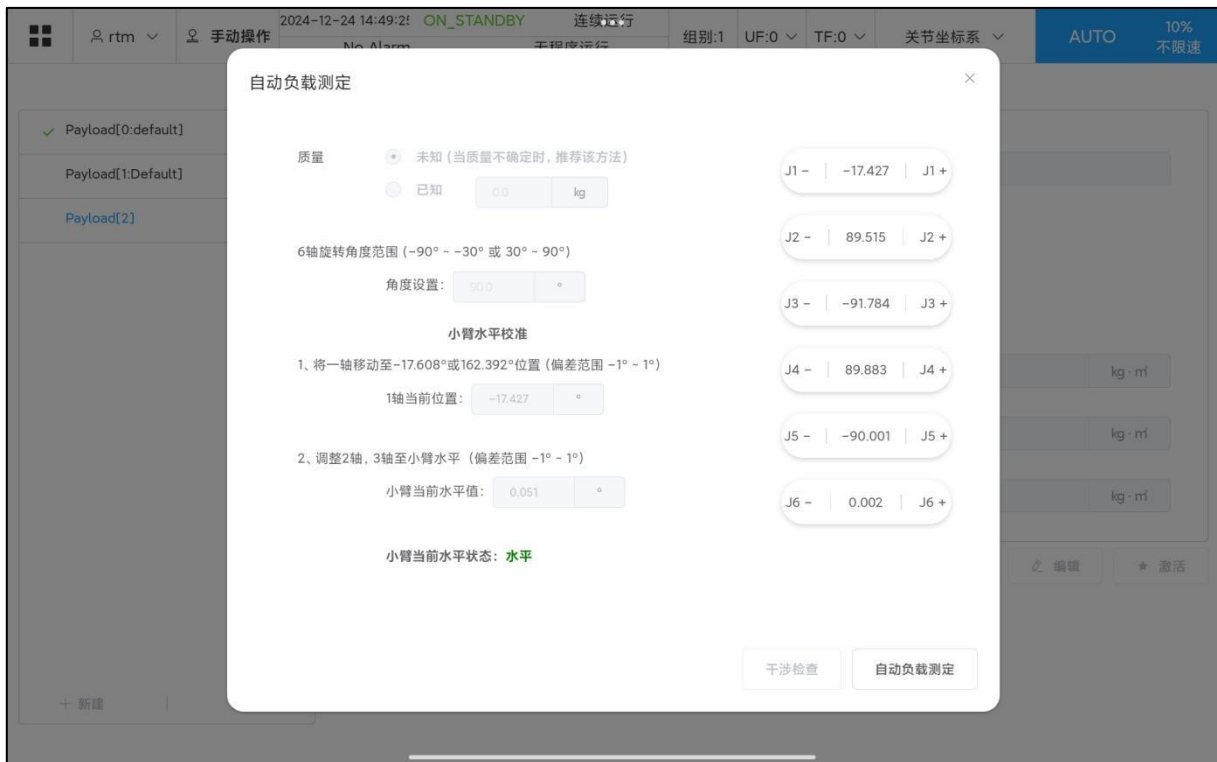 rtm
手动操作
2024-12-24 14:49:2
ON_STANDBY
连续运行
No Alarm
无程序运行
组别:1
UF:0
TF:0
关节坐标系
AUTO
10%
不限速
Payload[0:default]
Payload[1:Default]
Payload[2]
新建
自动负载测定
质量
未知 (当质量不确定时, 推荐该方法)
已知 0.0 kg
6轴旋转角度范围 (-90° ~ -30° 或 30° ~ 90°)
角度设置: 90.0 °
小臂水平校准
1、将一轴移动至-17.608°或162.392°位置 (偏差范围 -1° ~ 1°)
1轴当前位置: -17.427 °
2、调整2轴, 3轴至小臂水平 (偏差范围 -1° ~ 1°)
小臂当前水平值: 0.051 °
小臂当前水平状态: 水平
J1 - -17.427 J1 +
J2 - 89.515 J2 +
J3 - -91.784 J3 +
J4 - 89.883 J4 +
J5 - -90.001 J5 +
J6 - 0.002 J6 +
干涉检查
自动负载测定
kg · ㎡
kg · ㎡
kg · ㎡
编辑
激活